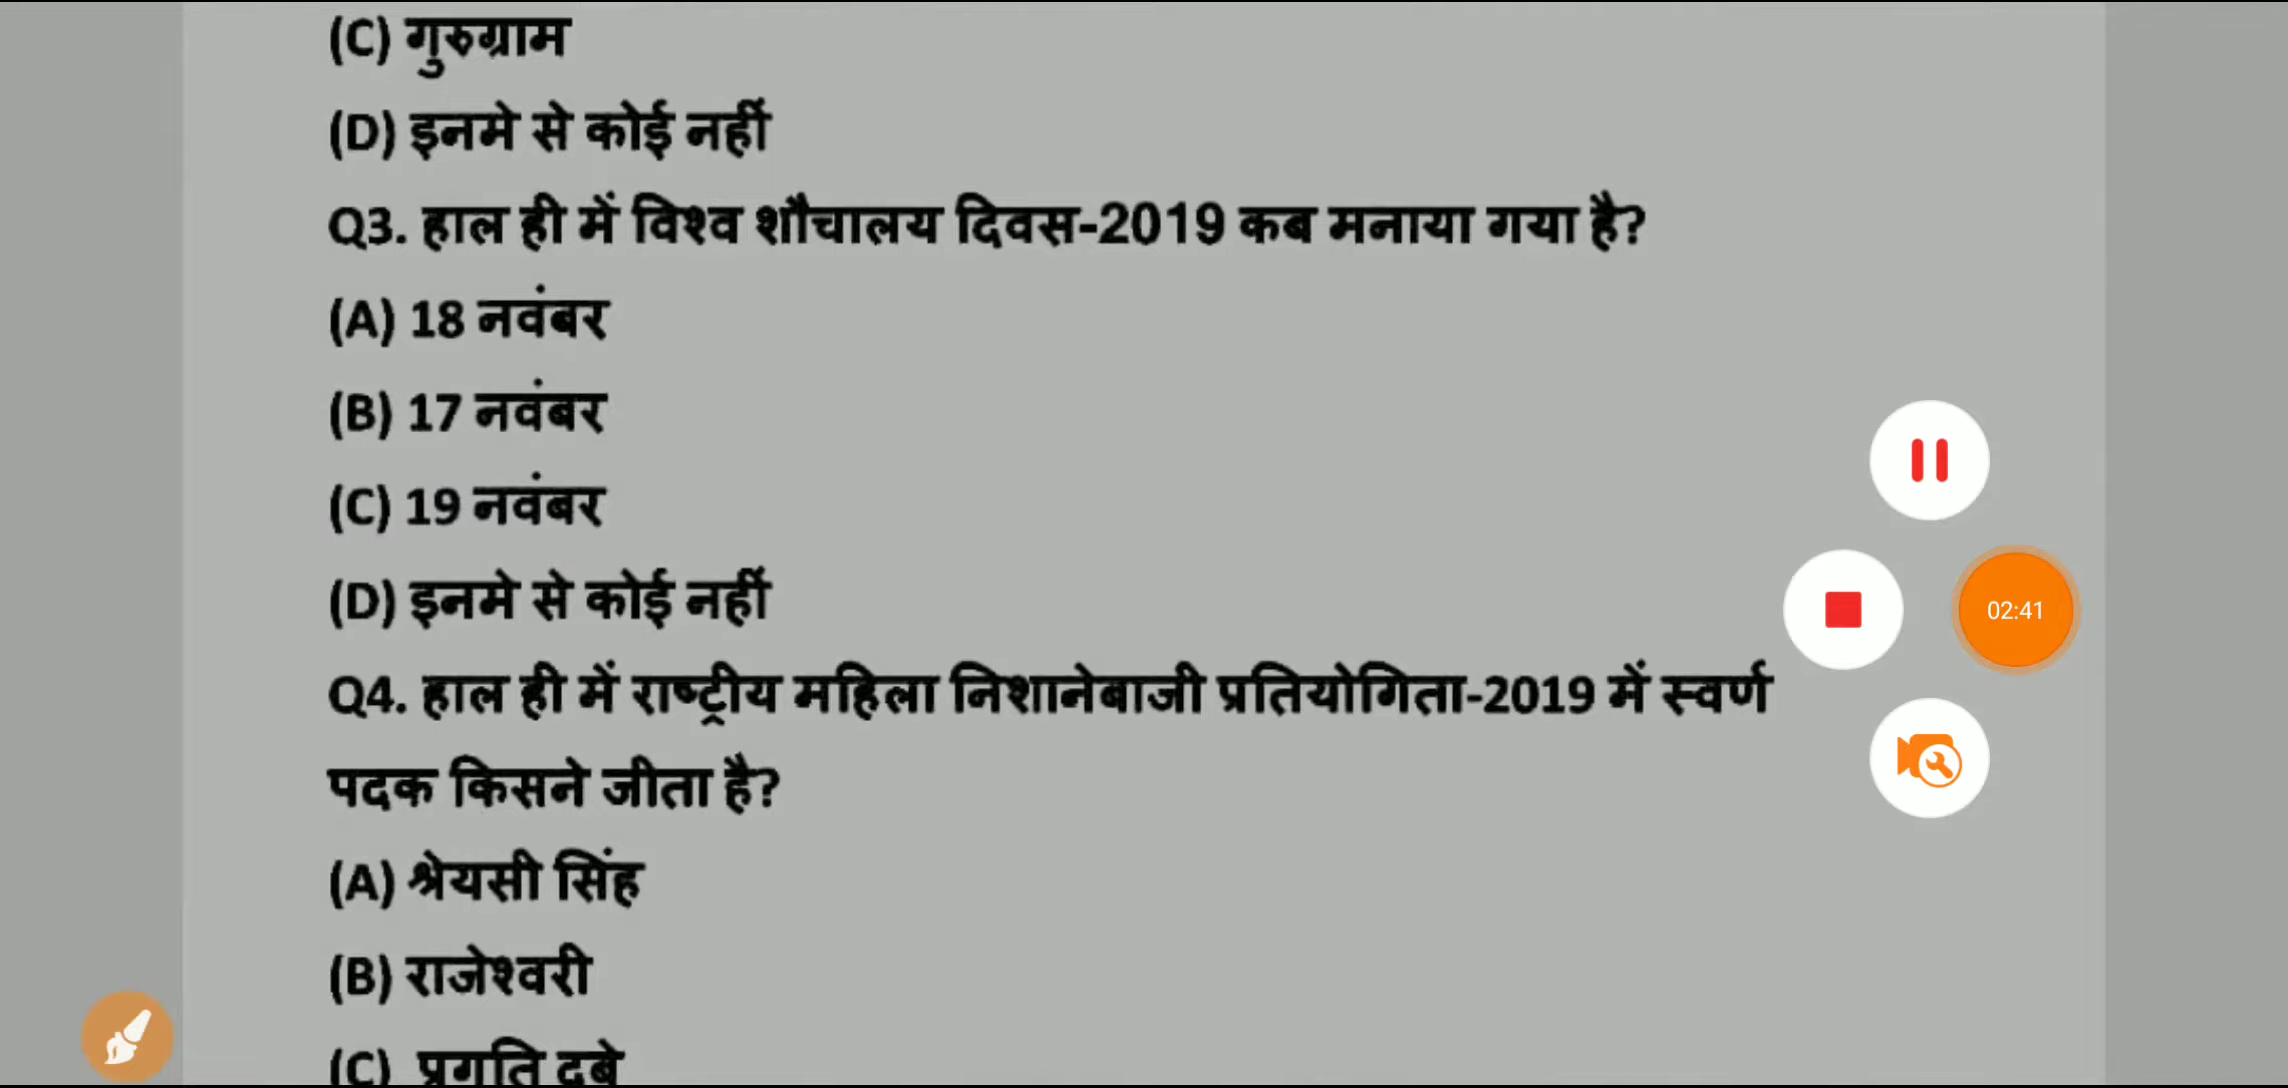 (C) गुरुग्राम
(D) इनमे से कोई नहीं
Q3. हाल ही में विश्व शौचालय दिवस-2019 कब मनाया गया है?
(A) 18 नवंबर
(B) 17 नवंबर
(C) 19 नवंबर
(D) इनमे से कोई नहीं
02:41
Q4. हाल ही में राष्ट्रीय महिला निशानेबाजी प्रतियोगिता-2019 में स्वर्ण
पदक किसने जीता है?
(A) श्रेयसी सिंह
(B) राजेश्वरी
(C) प्रगति दुबे